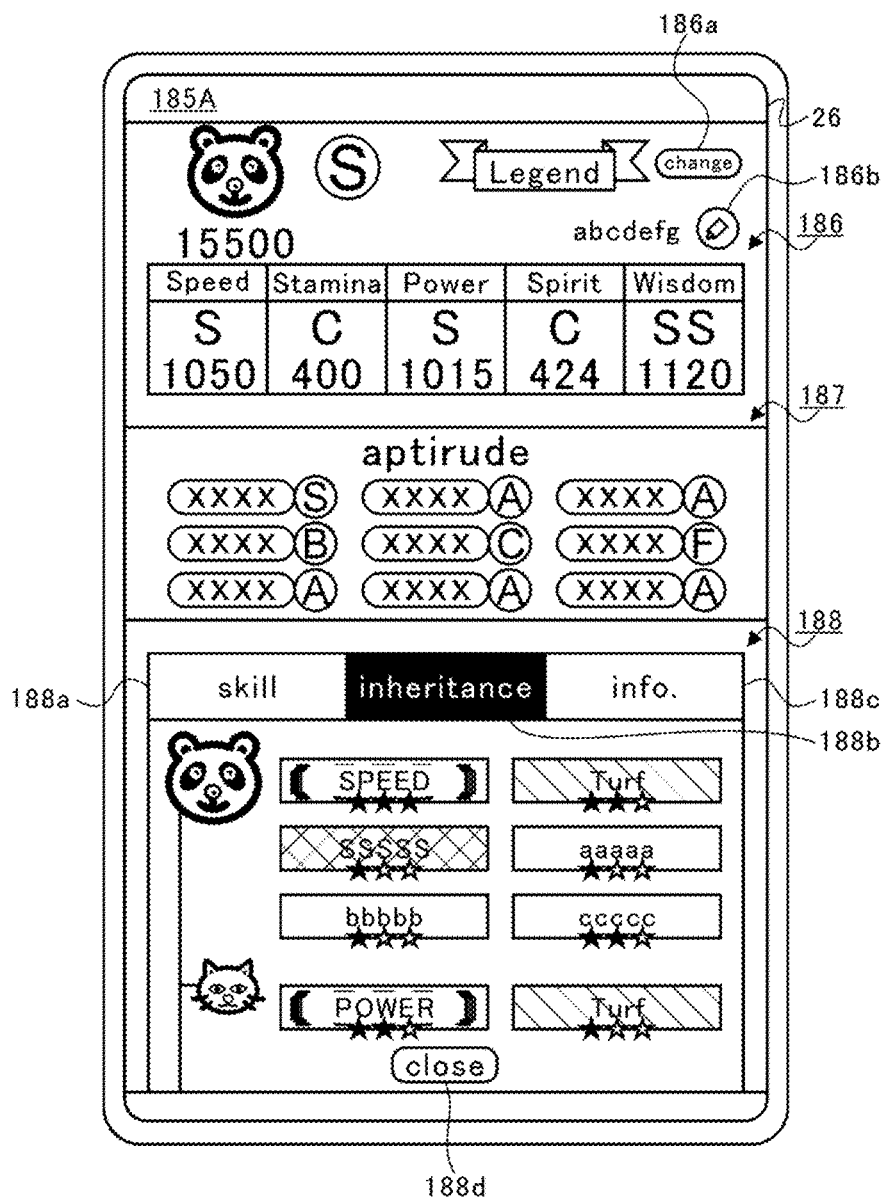 186a
185A
26
S
Legend
change
186b
abcdefg
186
15500
Speed Stamina Power Spirit Wisdom
S C S C SS
1050 400 1015 424 1120
187
aptirude
xxxx S xxxx A xxxx A
xxxx B xxxx C xxxx F
xxxx A xxxx A xxxx A
188
188a
skill inheritance info.
188c
188b
SPEED Turf
★★★ ★★☆
SSSSS aaaaa
★☆☆ ★☆☆
bbbbb ccccc
★☆☆ ★★☆
POWER Turf
★★☆ ★☆☆
close
188d